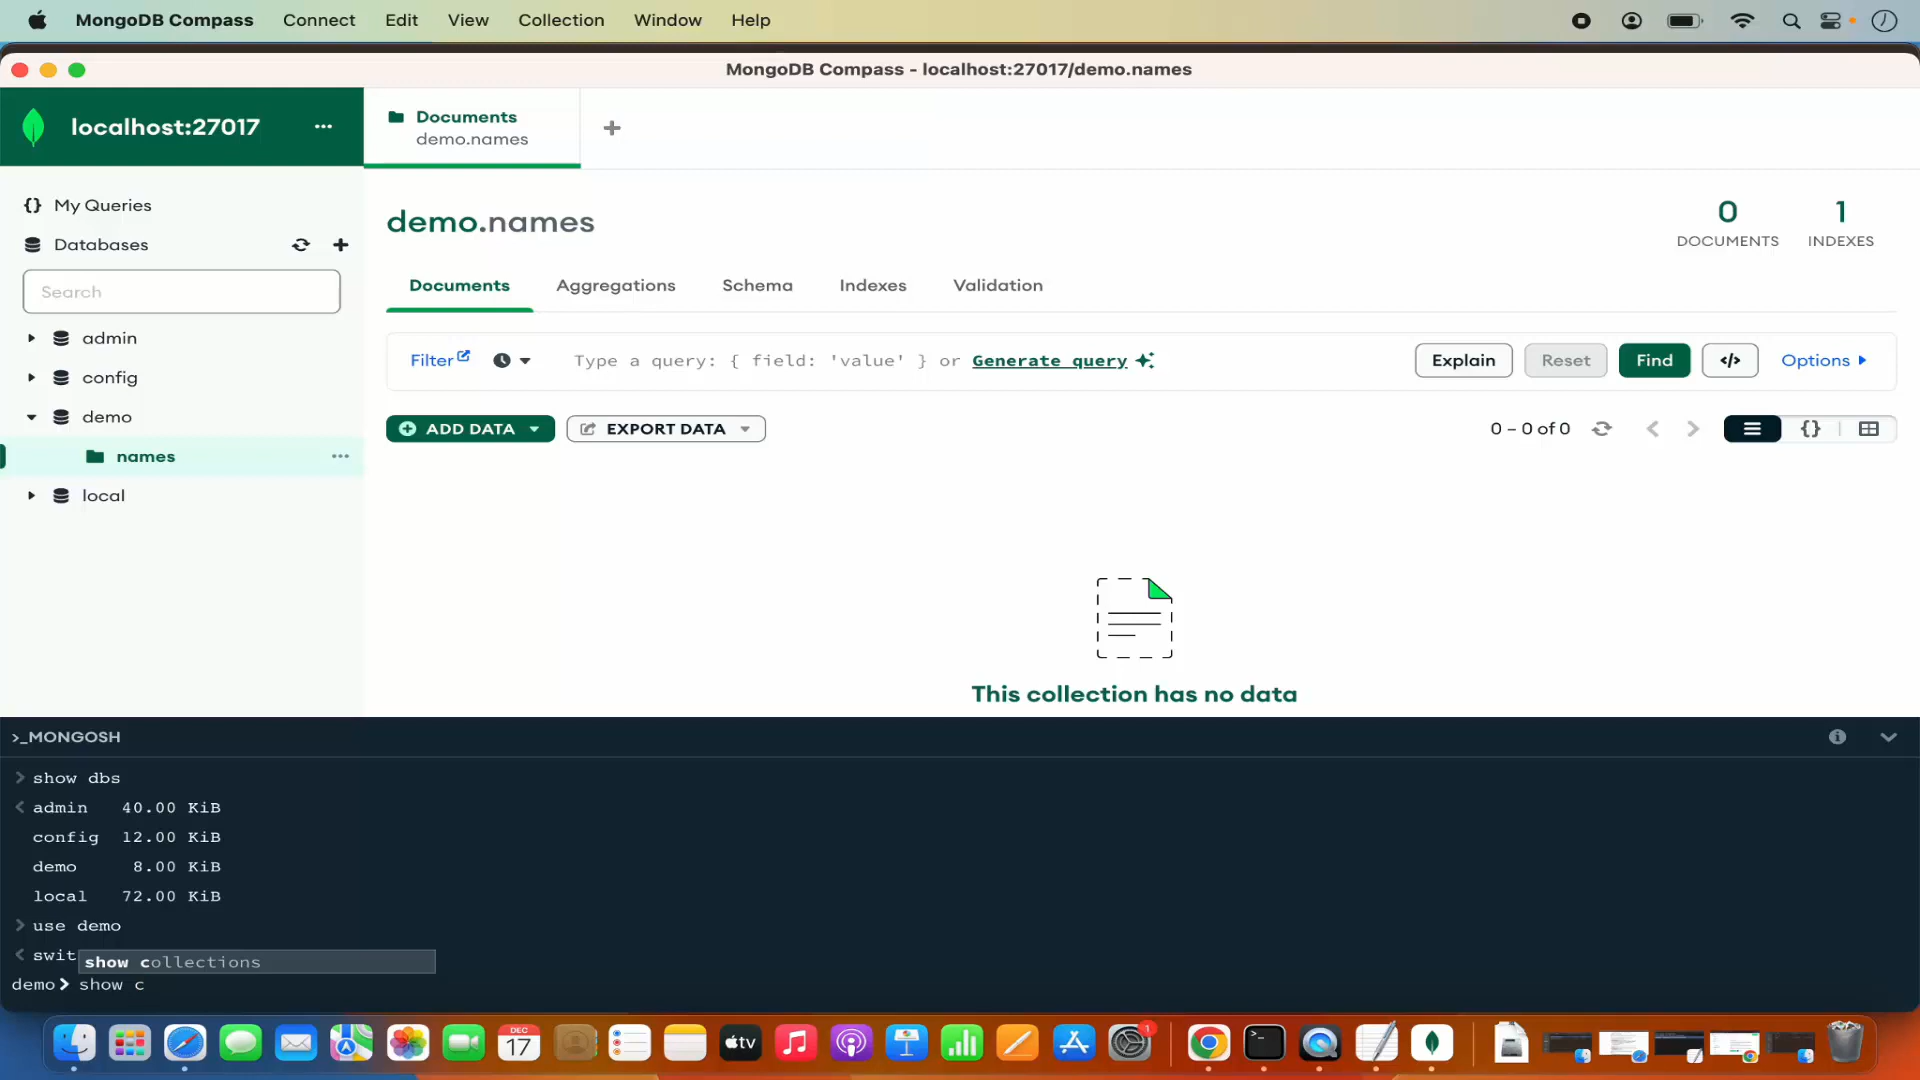 MongoDB Compass Connect Edit View Collection Window Help
MongoDB Compass - localhost:27017/demo.names
localhost:27017
Documents
demo.names
My Queries
Databases
Search
admin
config
demo
names
local
demo.names
0
DOCUMENTS
1
INDEXES
Documents Aggregations Schema Indexes Validation
Filter Type a query: { field: 'value' } or Generate query Explain Reset Find </> Options
ADD DATA EXPORT DATA 0 – 0 of 0 {}
This collection has no data
>_MONGOSH
> show dbs
< admin 40.00 KiB
config 12.00 KiB
demo 8.00 KiB
local 72.00 KiB
> use demo
< swit
show collections
demo> show c
DEC
17
tv
1